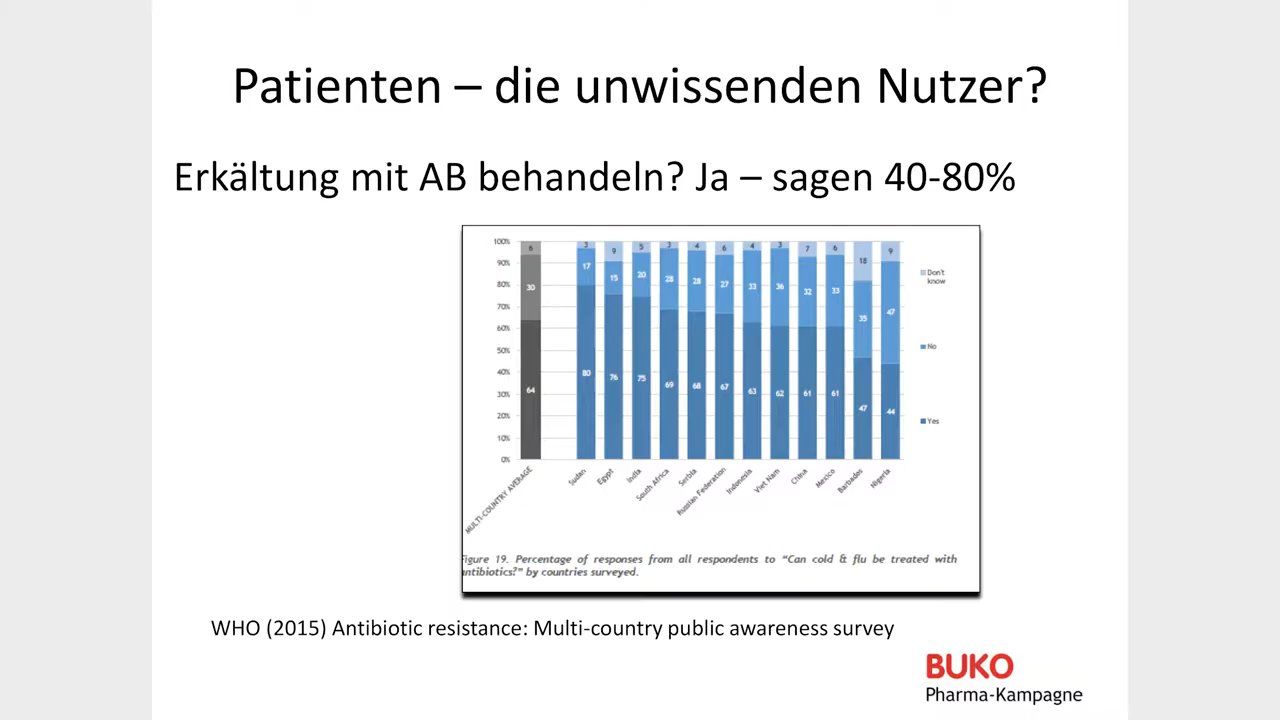 Patienten – die unwissenden Nutzer?
Erkältung mit AB behandeln? Ja – sagen 40-80%
100%
90%
80%
70%
60%
50%
40%
30%
20%
10%
0%
6 3 9 5 3 4 6 4 3 7 6 18 9
30 17 15 20 28 28 27 33 36 32 33 35 47
64 80 76 75 69 68 67 63 62 61 61 47 44
Don't
know
No
Yes
MULTI-COUNTRY AVERAGE
Sudan
Egypt
India
South Africa
Serbia
Russian Federation
Indonesia
Viet Nam
China
Mexico
Barbados
Nigeria
Figure 19. Percentage of responses from all respondents to “Can cold & flu be treated with
antibiotics?” by countries surveyed.
WHO (2015) Antibiotic resistance: Multi-country public awareness survey
BUKO
Pharma-Kampagne